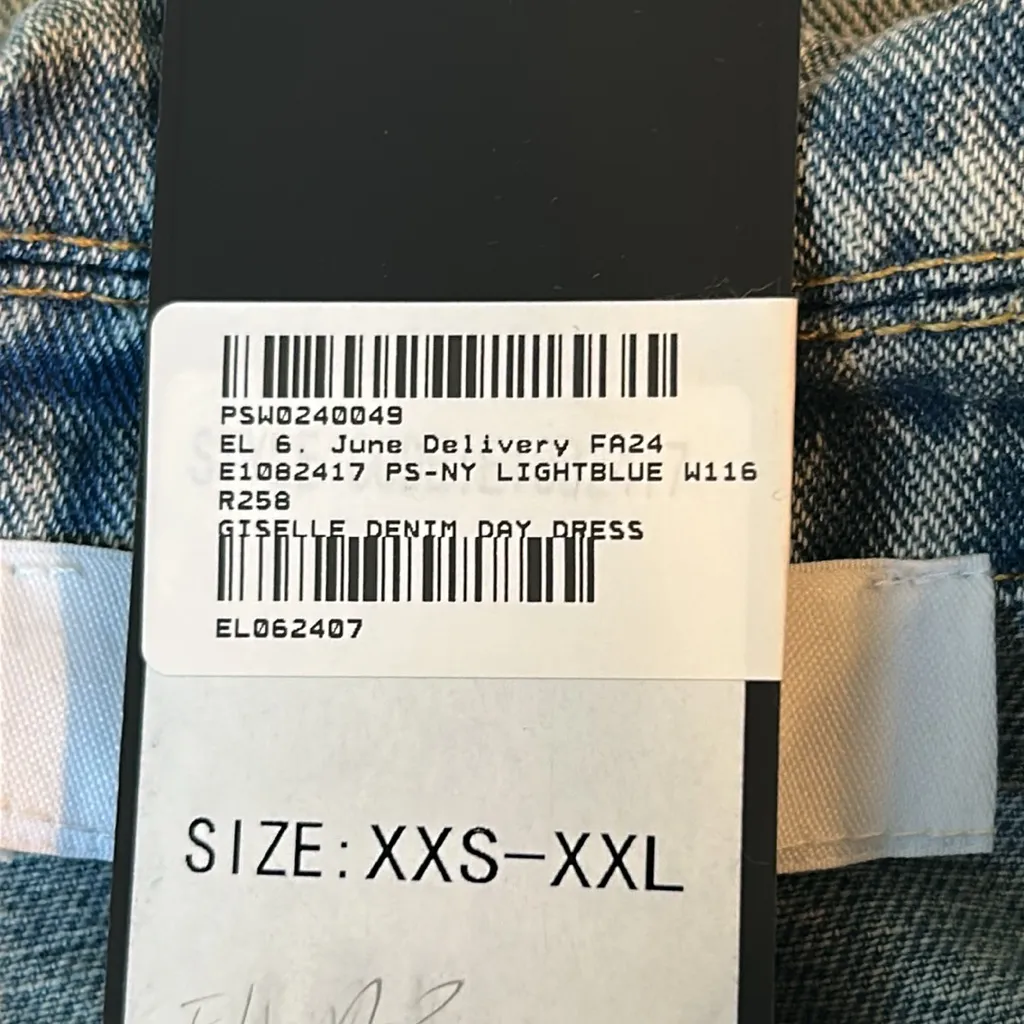 PSW0240049
EL 6. June Delivery FA24
E1082417 PS-NY LIGHTBLUE W116
R258
GISELLE DENIM DAY DRESS
EL062407
SIZE:XXS-XXL